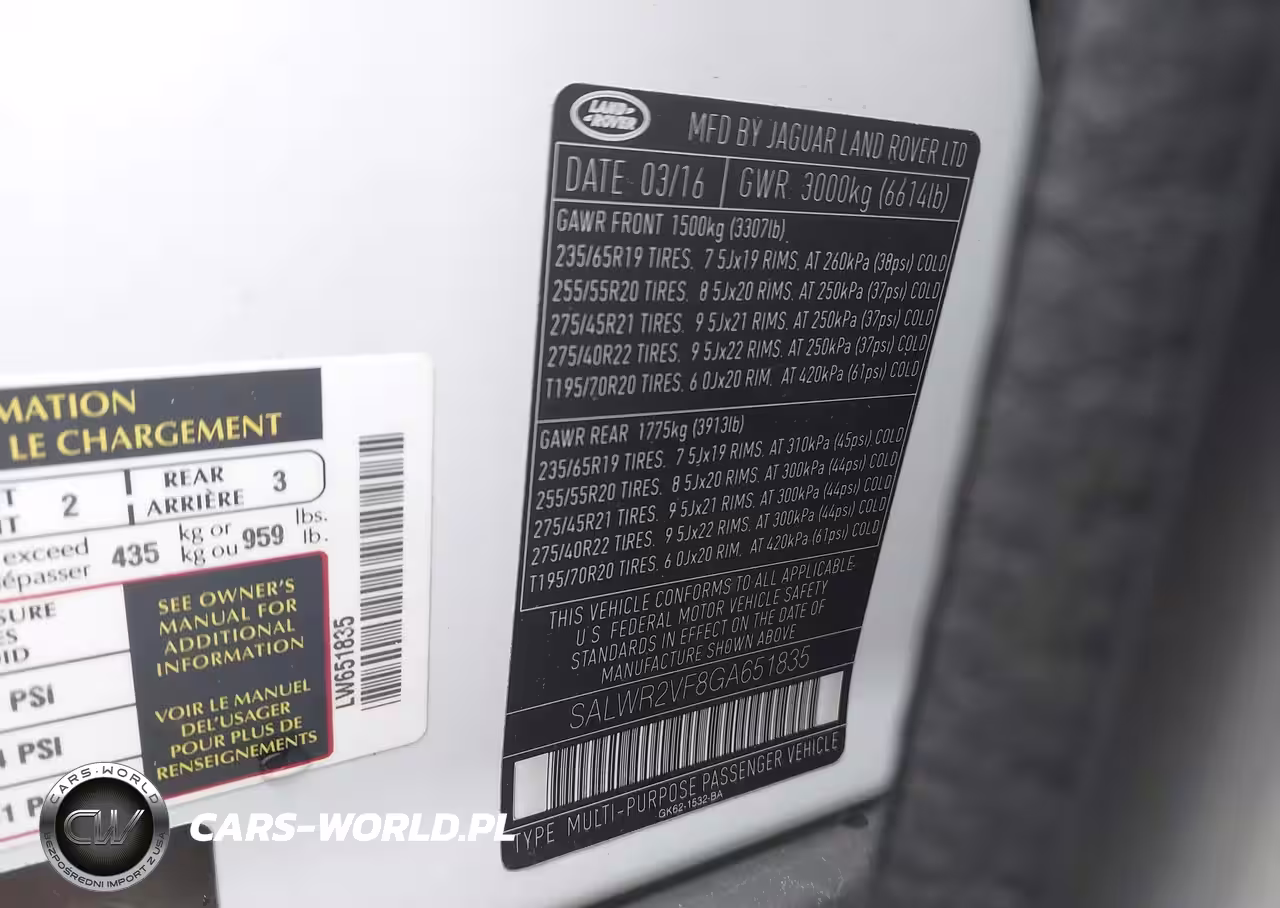 LAND ROVER
MFD BY JAGUAR LAND ROVER LTD
DATE 03/16 GWR 3000kg (6614lb)
GAWR FRONT 1500kg (3307lb)
235/65R19 TIRES. 7 5Jx19 RIMS. AT 260kPa (38psi) COLD
255/55R20 TIRES. 8 5Jx20 RIMS. AT 250kPa (37psi) COLD
275/45R21 TIRES. 9 5Jx21 RIMS. AT 250kPa (37psi) COLD
275/40R22 TIRES. 9 5Jx22 RIMS. AT 250kPa (37psi) COLD
T195/70R20 TIRES. 6 0Jx20 RIM. AT 420kPa (61psi) COLD
GAWR REAR 1775kg (3913lb)
235/65R19 TIRES. 7 5Jx19 RIMS. AT 310kPa (45psi) COLD
255/55R20 TIRES. 8 5Jx20 RIMS. AT 300kPa (44psi) COLD
275/45R21 TIRES. 9 5Jx21 RIMS. AT 300kPa (44psi) COLD
275/40R22 TIRES. 9 5Jx22 RIMS. AT 300kPa (44psi) COLD
T195/70R20 TIRES. 6 0Jx20 RIM. AT 420kPa (61psi) COLD
THIS VEHICLE CONFORMS TO ALL APPLICABLE
U S FEDERAL MOTOR VEHICLE SAFETY
STANDARDS IN EFFECT ON THE DATE OF
MANUFACTURE SHOWN ABOVE
SALWR2VF8GA651835
TYPE MULTI-PURPOSE PASSENGER VEHICLE
GK62-1532-BA
MATION
LE CHARGEMENT
T 2 REAR 3
NT ARRIÈRE
exceed 435 kg or 959 lbs.
épasser kg ou lb.
SURE
ES
OID
PSI
4 PSI
1 P
SEE OWNER'S
MANUAL FOR
ADDITIONAL
INFORMATION
VOIR LE MANUEL
DEL'USAGER
POUR PLUS DE
RENSEIGNEMENTS
LW651835
CARS-WORLD
CW
BEZPOŚREDNI IMPORT Z USA
CARS-WORLD.PL